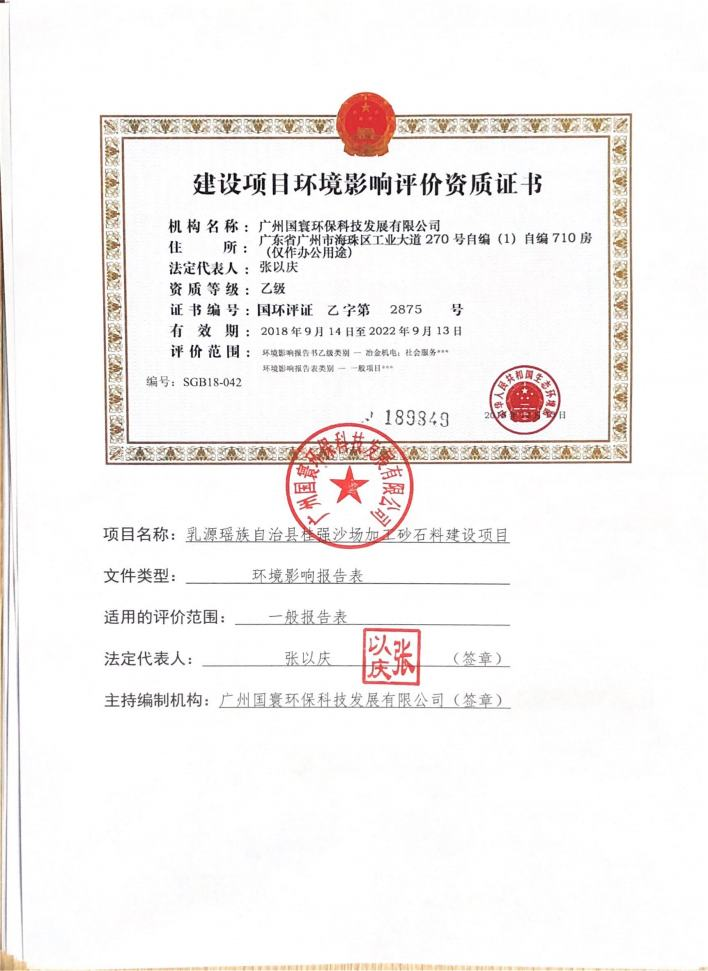 建设项目环境影响评价资质证书
机构名称：广州国寰环保科技发展有限公司
住所：广东省广州市海珠区工业大道 270 号自编（1）自编 710 房
（仅作办公用途）
法定代表人：张以庆
资质等级：乙级
证书编号：国环评证 乙字第 2875 号
有效期：2018 年 9 月 14 日至 2022 年 9 月 13 日
评价范围：环境影响报告书乙级类别 — 冶金机电；社会服务***
环境影响报告表类别 — 一般项目***
编号：SGB18-042
中华人民共和国生态环境部
189849
广州国寰环保科技发展有限公司
项目名称：乳源瑶族自治县桂强沙场加工砂石料建设项目
文件类型：环境影响报告表
适用的评价范围：一般报告表
法定代表人：张以庆（签章）
张以庆
主持编制机构：广州国寰环保科技发展有限公司（签章）